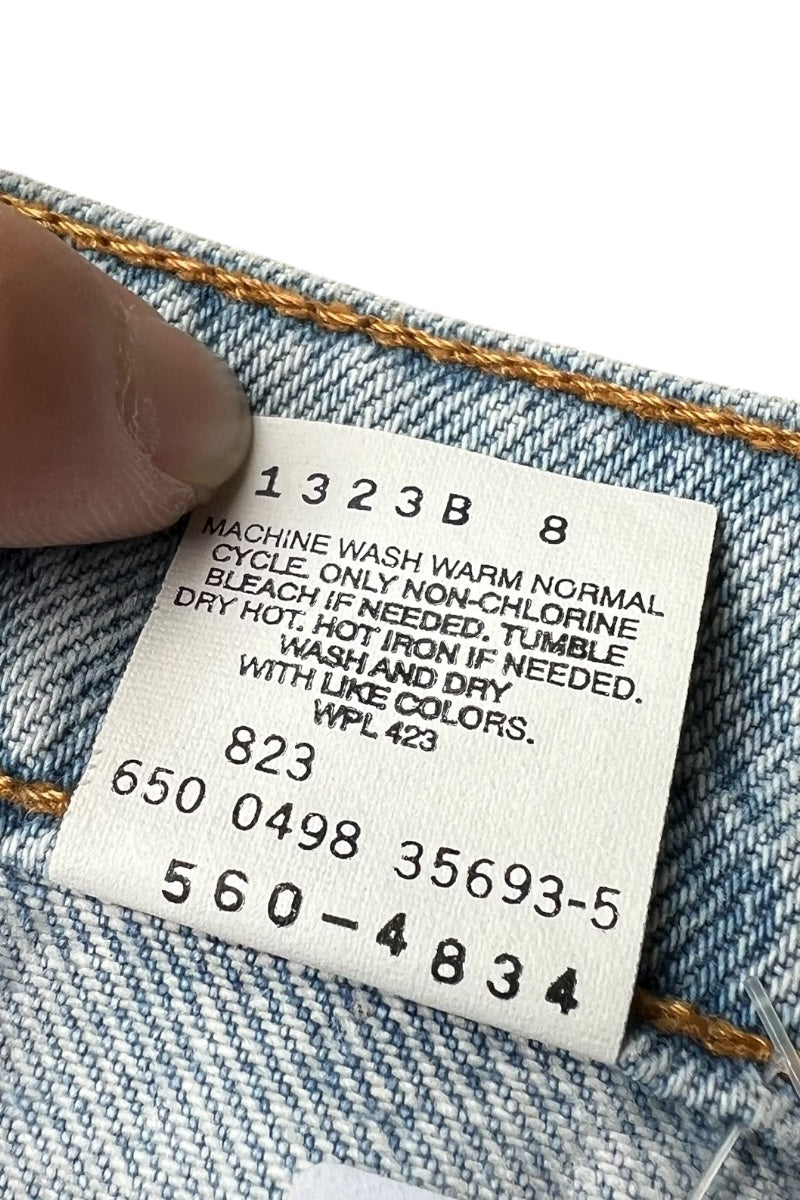 1323B 8
MACHINE WASH WARM NORMAL
CYCLE. ONLY NON-CHLORINE
BLEACH IF NEEDED. TUMBLE
DRY HOT. HOT IRON IF NEEDED.
WASH AND DRY
WITH LIKE COLORS.
WPL 423
823
650 0498 35693-5
560-4834